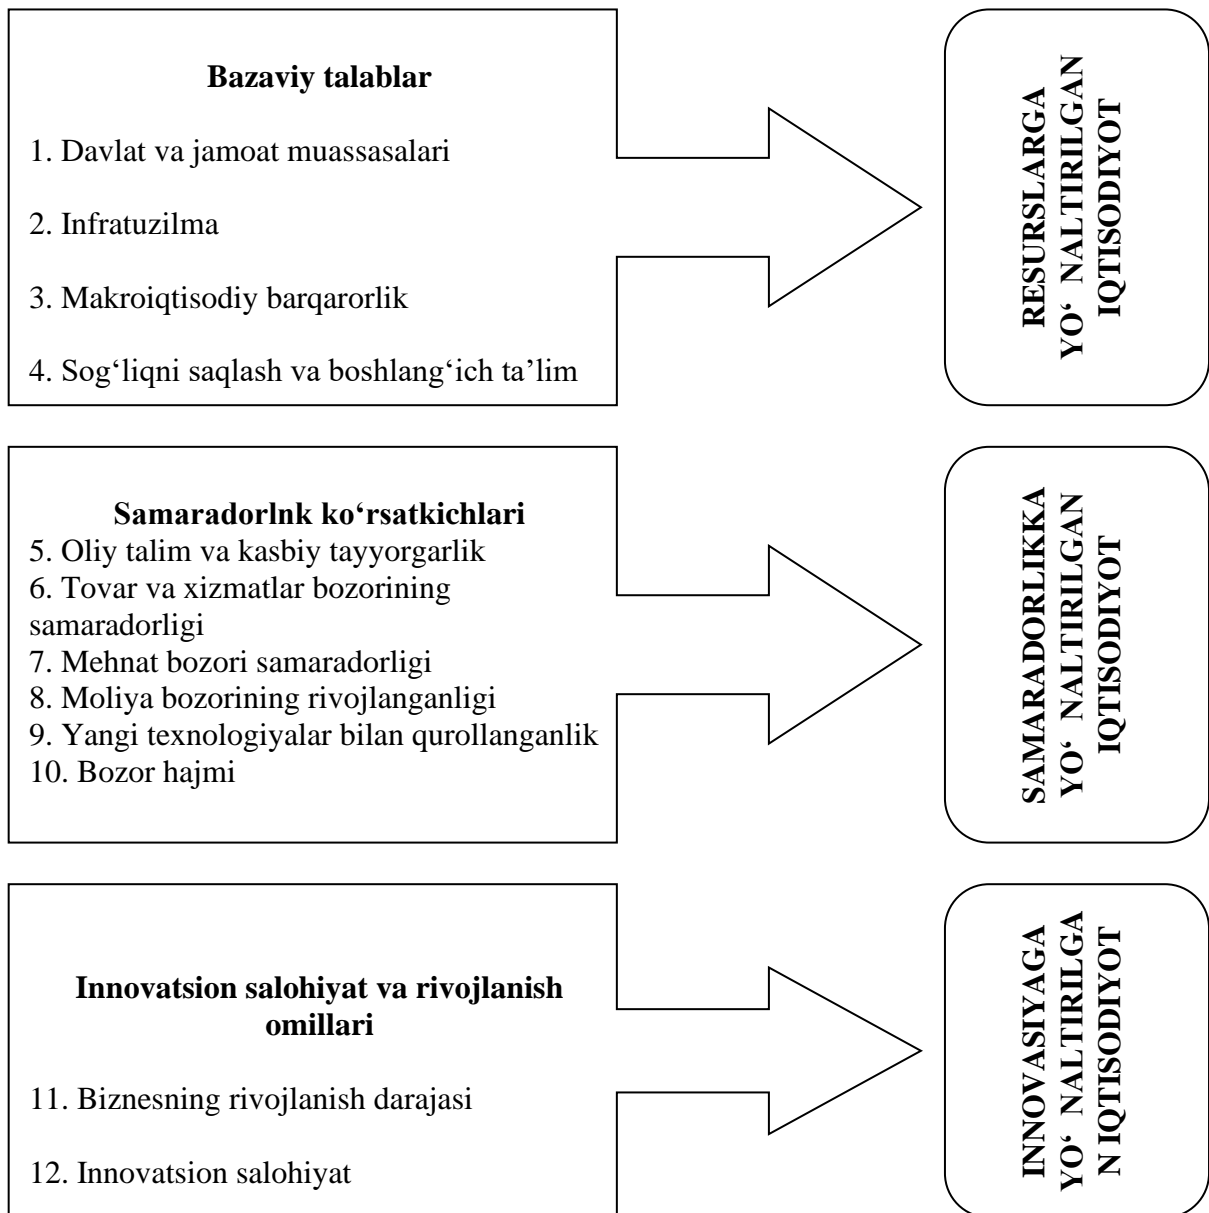 Bazaviy talablar
1. Davlat va jamoat muassasalari
2. Infratuzilma
3. Makroiqtisodiy barqarorlik
4. Sog‘liqni saqlash va boshlang‘ich ta’lim
RESURSLARGA
YO‘ NALTIRILGAN
IQTISODIYOT
Samaradorlnk ko‘rsatkichlari
5. Oliy talim va kasbiy tayyorgarlik
6. Tovar va xizmatlar bozorining
samaradorligi
7. Mehnat bozori samaradorligi
8. Moliya bozorining rivojlanganligi
9. Yangi texnologiyalar bilan qurollanganlik
10. Bozor hajmi
SAMARADORLIKKA
YO‘ NALTIRILGAN
IQTISODIYOT
Innovatsion salohiyat va rivojlanish
omillari
11. Biznesning rivojlanish darajasi
12. Innovatsion salohiyat
INNOVASIYAGA
YO‘ NALTIRILGA
N IQTISODIYOT